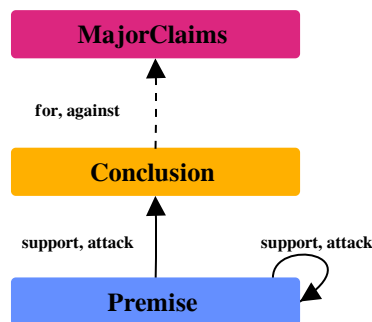 MajorClaims
for, against
Conclusion
support, attack
support, attack
Premise